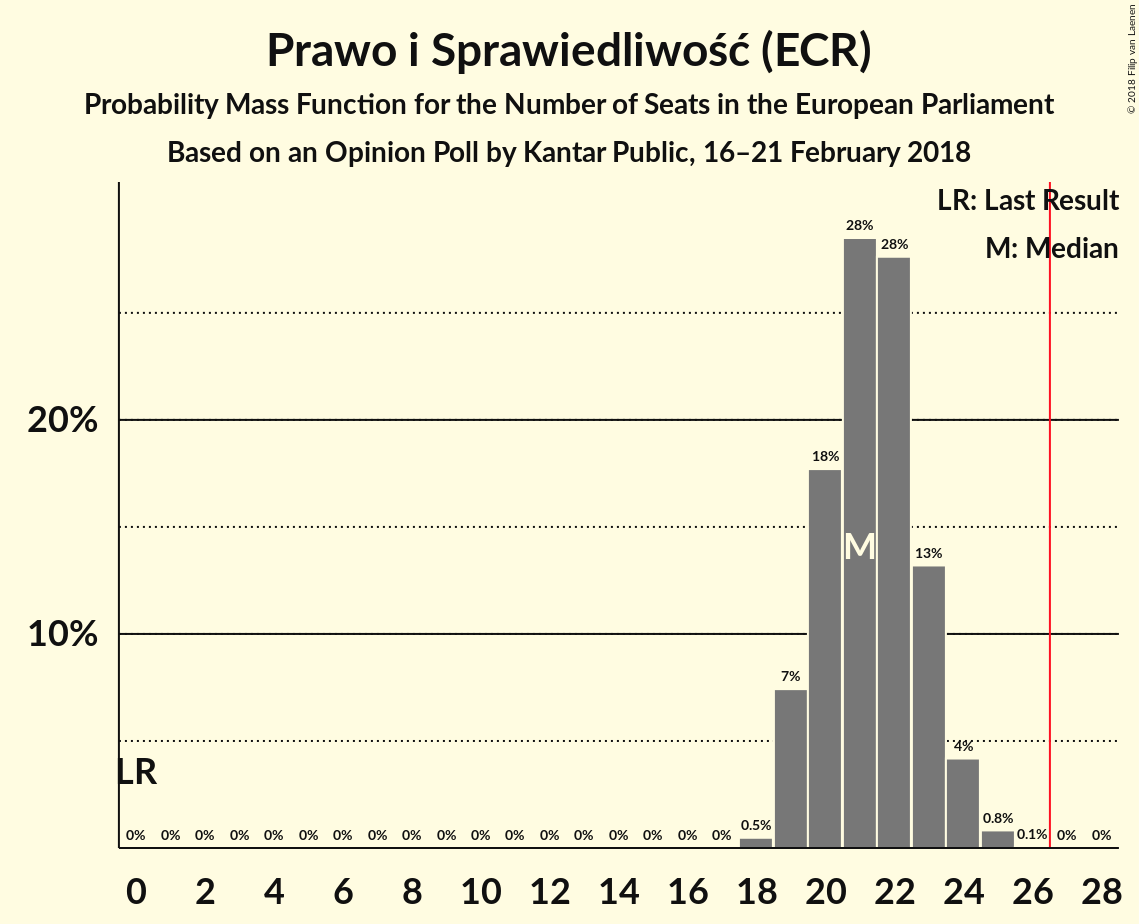 Prawo i Sprawiedliwość (ECR)
Probability Mass Function for the Number of Seats in the European Parliament
Based on an Opinion Poll by Kantar Public, 16–21 February 2018
© 2018 Filip van Laenen
LR: Last Result
M: Median
28%
28%
20%
18%
M
13%
10%
7%
4%
LR
0% 0% 0% 0% 0% 0% 0% 0% 0% 0% 0% 0% 0% 0% 0% 0% 0% 0% 0.5% 0.8% 0.1% 0% 0%
0 2 4 6 8 10 12 14 16 18 20 22 24 26 28